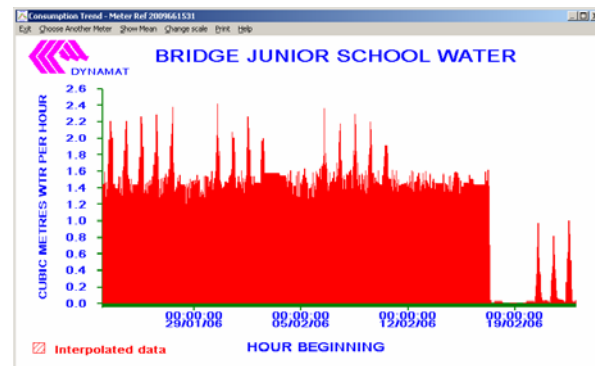 Consumption Trend - Meter Ref 2009661531
Exit Choose Another Meter Show Mean Change scale Print Help
DYNAMAT
BRIDGE JUNIOR SCHOOL WATER
CUBIC METRES WTR PER HOUR
2.6
2.4
2.2
2.0
1.8
1.6
1.4
1.2
1.0
0.8
0.6
0.4
0.2
0.0
00:00:00 00:00:00 00:00:00 00:00:00
29/01/06 05/02/06 12/02/06 19/02/06
Interpolated data
HOUR BEGINNING